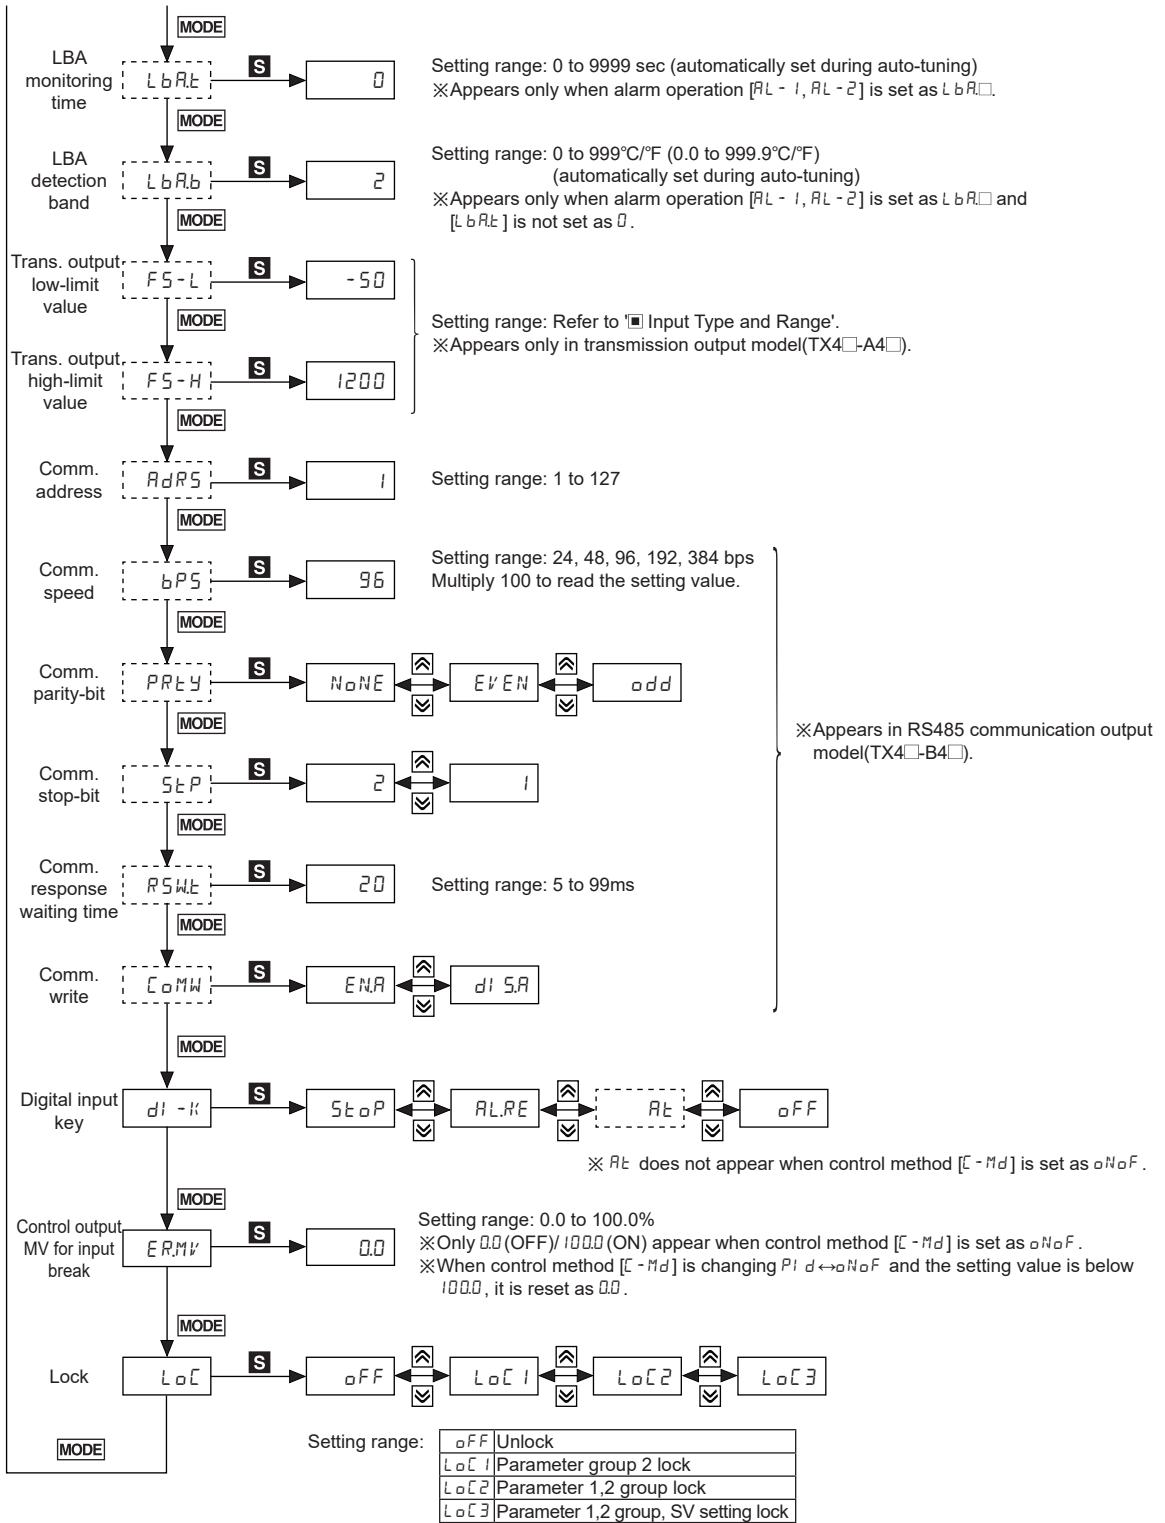 MODE
LBA
monitoring
time
LbA.t
S
0
Setting range: 0 to 9999 sec (automatically set during auto-tuning)
※Appears only when alarm operation [AL-1, AL-2] is set as LbA.□.
MODE
LBA
detection
band
LbA.b
S
2
Setting range: 0 to 999°C/°F (0.0 to 999.9°C/°F)
(automatically set during auto-tuning)
※Appears only when alarm operation [AL-1, AL-2] is set as LbA.□ and
[LbA.t] is not set as 0.
MODE
Trans. output
low-limit
value
FS-L
S
-50
MODE
Setting range: Refer to '▣ Input Type and Range'.
※Appears only in transmission output model(TX4□-A4□).
Trans. output
high-limit
value
FS-H
S
1200
MODE
Comm.
address
AdRS
S
1
Setting range: 1 to 127
MODE
Comm.
speed
bPS
S
96
Setting range: 24, 48, 96, 192, 384 bps
Multiply 100 to read the setting value.
MODE
Comm.
parity-bit
PRtY
S
NoNE
EVEN
odd
MODE
※Appears in RS485 communication output
model(TX4□-B4□).
Comm.
stop-bit
StP
S
2
1
MODE
Comm.
response
waiting time
RSW.t
S
20
Setting range: 5 to 99ms
MODE
Comm.
write
CoMW
S
EN.A
dIS.A
MODE
Digital input
key
dI-K
S
StoP
AL.RE
At
oFF
※ At does not appear when control method [C-Md] is set as oNoF.
MODE
Control output
MV for input
break
ER.MV
S
0.0
Setting range: 0.0 to 100.0%
※Only 0.0 (OFF)/ 100.0 (ON) appear when control method [C-Md] is set as oNoF.
※When control method [C-Md] is changing PId↔oNoF and the setting value is below
100.0, it is reset as 0.0.
MODE
Lock
LoC
S
oFF
LoC1
LoC2
LoC3
MODE
Setting range:
oFF Unlock
LoC1 Parameter group 2 lock
LoC2 Parameter 1,2 group lock
LoC3 Parameter 1,2 group, SV setting lock